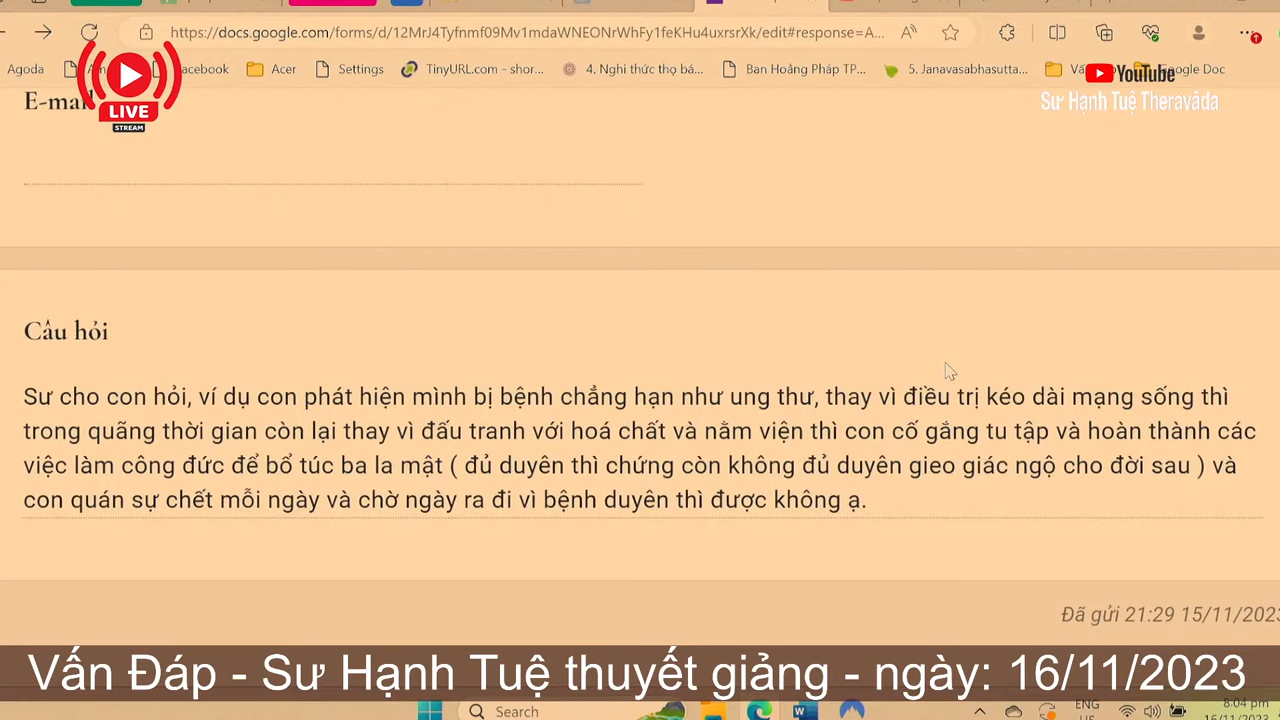 https://docs.google.com/forms/d/12MrJ4Tyfnmf09Mv1mdaWNEONrWhFy1feKHu4uxrsrXk/edit#response=A...
Agoda
Facebook
Acer
Settings
TinyURL.com - shor...
4. Nghi thức thọ bá...
Ban Hoằng Pháp TP...
5. Janavasabhasutta...
Google Doc
YouTube
Sư Hạnh Tuệ Theravāda
LIVE
STREAM
E-mail
Câu hỏi
Sư cho con hỏi, ví dụ con phát hiện mình bị bệnh chẳng hạn như ung thư, thay vì điều trị kéo dài mạng sống thì
trong quãng thời gian còn lại thay vì đấu tranh với hoá chất và nằm viện thì con cố gắng tu tập và hoàn thành các
việc làm công đức để bổ túc ba la mật ( đủ duyên thì chứng còn không đủ duyên gieo giác ngộ cho đời sau ) và
con quán sự chết mỗi ngày và chờ ngày ra đi vì bệnh duyên thì được không ạ.
Đã gửi 21:29 15/11/2023
Vấn Đáp - Sư Hạnh Tuệ thuyết giảng - ngày: 16/11/2023
Search
ENG
US
8:04 pm
16/11/2023